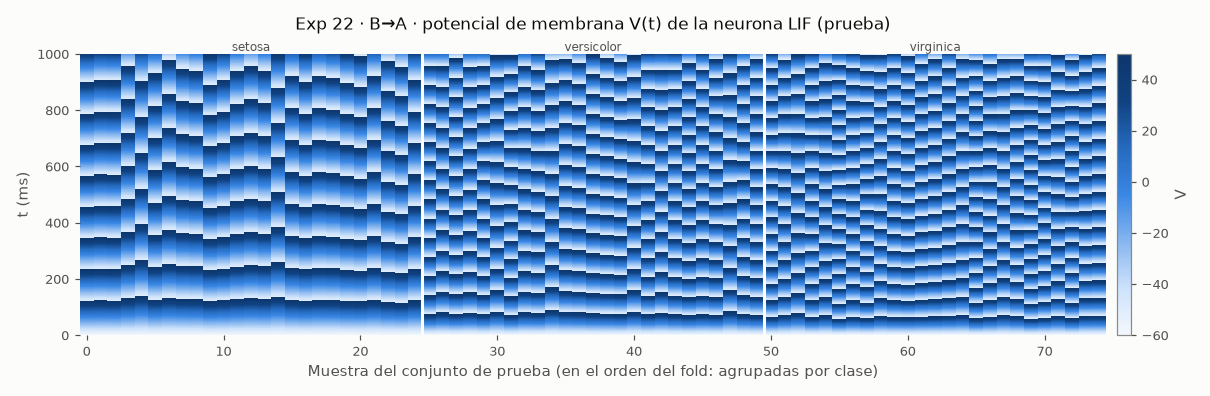 Exp 22 · B→A · potencial de membrana V(t) de la neurona LIF (prueba)
setosa
versicolor
virginica
1000
800
600
400
200
0
t (ms)
0
10
20
30
40
50
60
70
Muestra del conjunto de prueba (en el orden del fold: agrupadas por clase)
40
20
0
−20
−40
−60
V